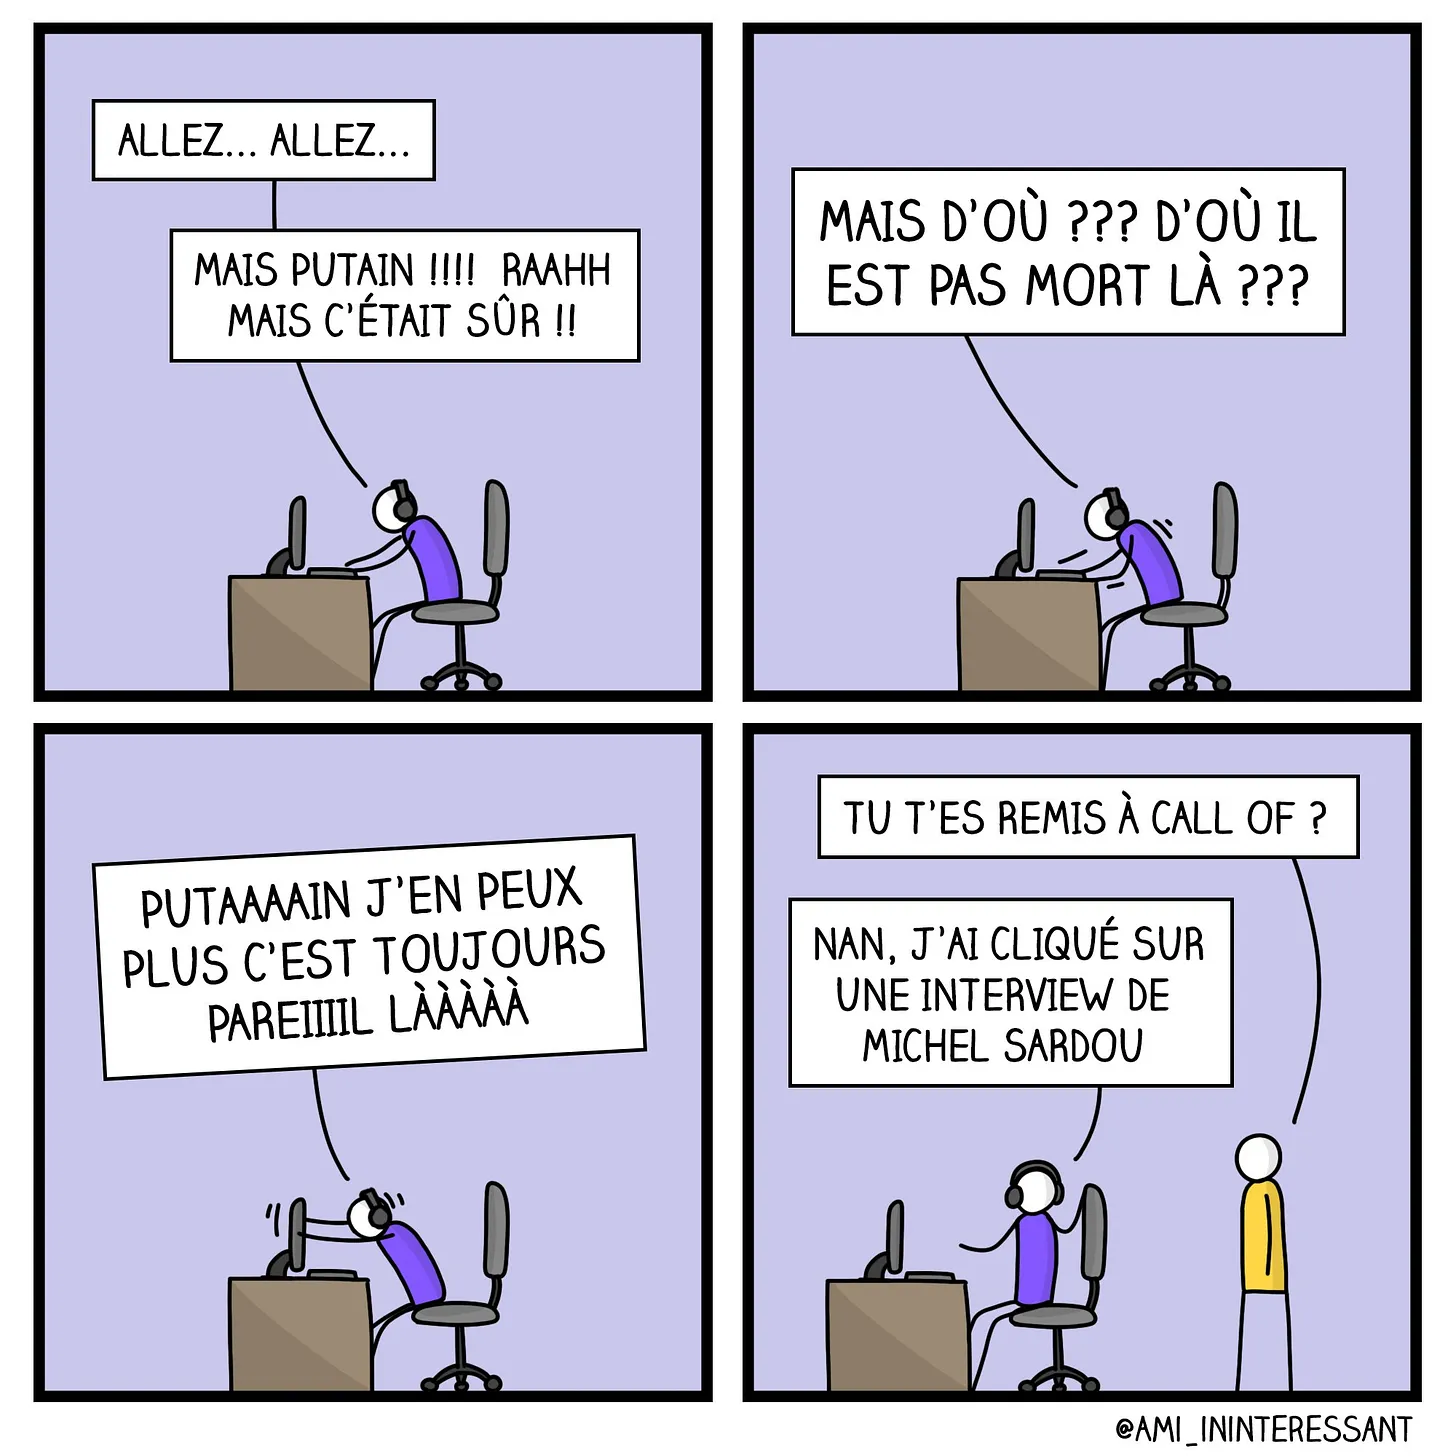 ALLEZ... ALLEZ...
MAIS PUTAIN !!!! RAAHH
MAIS C'ÉTAIT SÛR !!
MAIS D'OÙ ??? D'OÙ IL
EST PAS MORT LÀ ???
PUTAAAAIN J'EN PEUX
PLUS C'EST TOUJOURS
PAREIIIIIL LÀÀÀÀÀ
TU T'ES REMIS À CALL OF ?
NAN, J'AI CLIQUÉ SUR
UNE INTERVIEW DE
MICHEL SARDOU
@AMI_ININTERESSANT